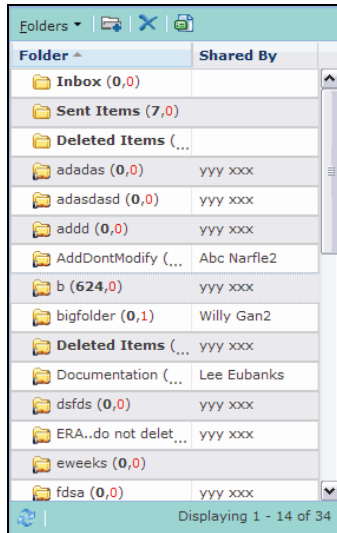 Folders
Folder Shared By
Inbox (0,0)
Sent Items (7,0)
Deleted Items (...
adadas (0,0) yyy xxx
adasdasd (0,0) yyy xxx
addd (0,0) yyy xxx
AddDontModify (... Abc Narfle2
b (624,0) yyy xxx
bigfolder (0,1) Willy Gan2
Deleted Items (... yyy xxx
Documentation (... Lee Eubanks
dsfds (0,0) yyy xxx
ERA..do not delet... yyy xxx
eweeks (0,0)
fdsa (0,0) yyy xxx
Displaying 1 - 14 of 34